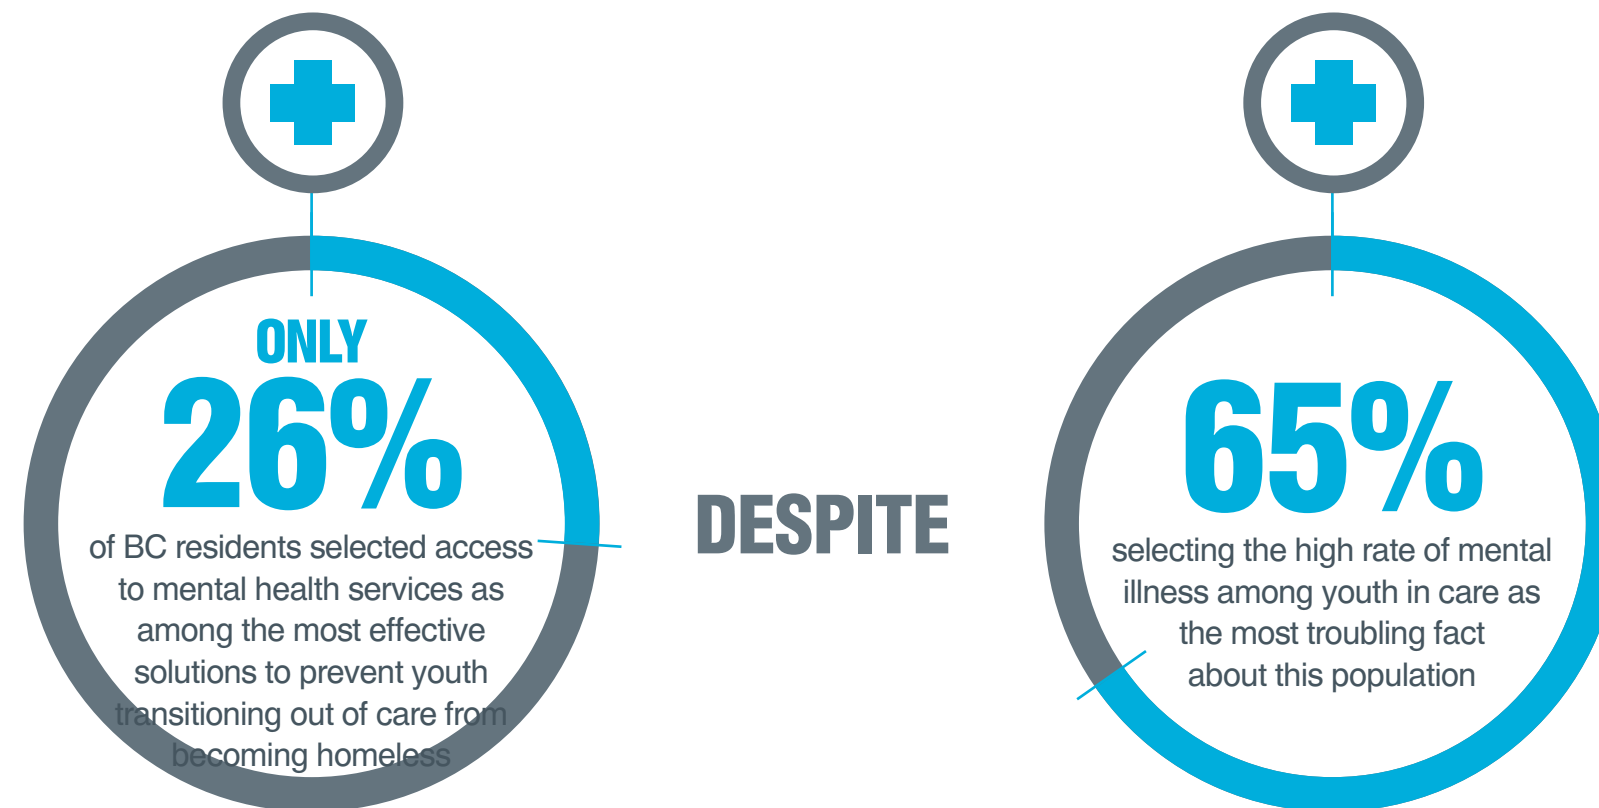 ONLY
26%
of BC residents selected access
to mental health services as
among the most effective
solutions to prevent youth
transitioning out of care from
becoming homeless
DESPITE
65%
selecting the high rate of mental
illness among youth in care as
the most troubling fact
about this population